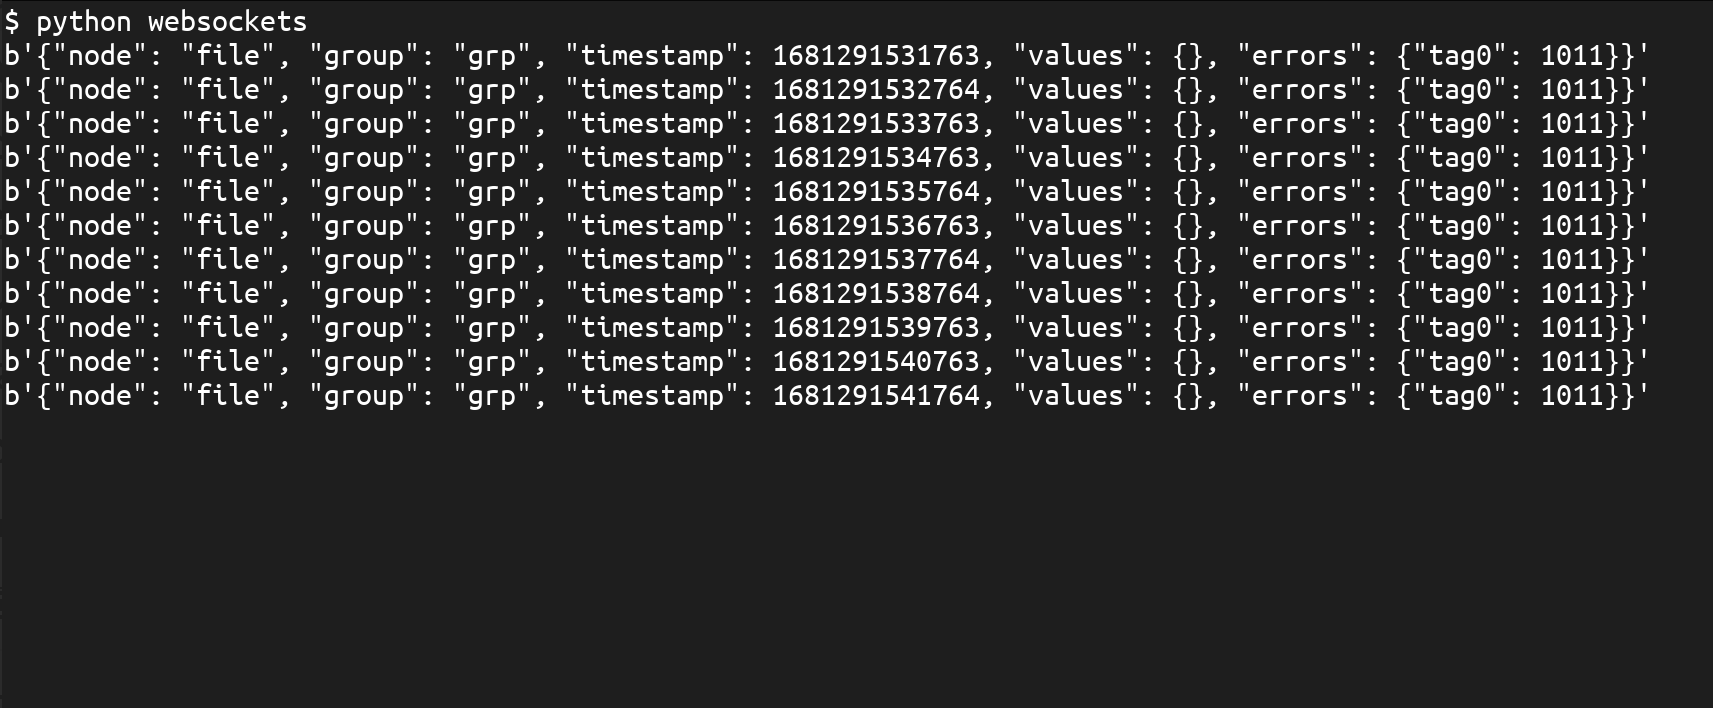 $ python websockets
b'{"node": "file", "group": "grp", "timestamp": 1681291531763, "values": {}, "errors": {"tag0": 1011}}'
b'{"node": "file", "group": "grp", "timestamp": 1681291532764, "values": {}, "errors": {"tag0": 1011}}'
b'{"node": "file", "group": "grp", "timestamp": 1681291533763, "values": {}, "errors": {"tag0": 1011}}'
b'{"node": "file", "group": "grp", "timestamp": 1681291534763, "values": {}, "errors": {"tag0": 1011}}'
b'{"node": "file", "group": "grp", "timestamp": 1681291535764, "values": {}, "errors": {"tag0": 1011}}'
b'{"node": "file", "group": "grp", "timestamp": 1681291536763, "values": {}, "errors": {"tag0": 1011}}'
b'{"node": "file", "group": "grp", "timestamp": 1681291537764, "values": {}, "errors": {"tag0": 1011}}'
b'{"node": "file", "group": "grp", "timestamp": 1681291538764, "values": {}, "errors": {"tag0": 1011}}'
b'{"node": "file", "group": "grp", "timestamp": 1681291539763, "values": {}, "errors": {"tag0": 1011}}'
b'{"node": "file", "group": "grp", "timestamp": 1681291540763, "values": {}, "errors": {"tag0": 1011}}'
b'{"node": "file", "group": "grp", "timestamp": 1681291541764, "values": {}, "errors": {"tag0": 1011}}'